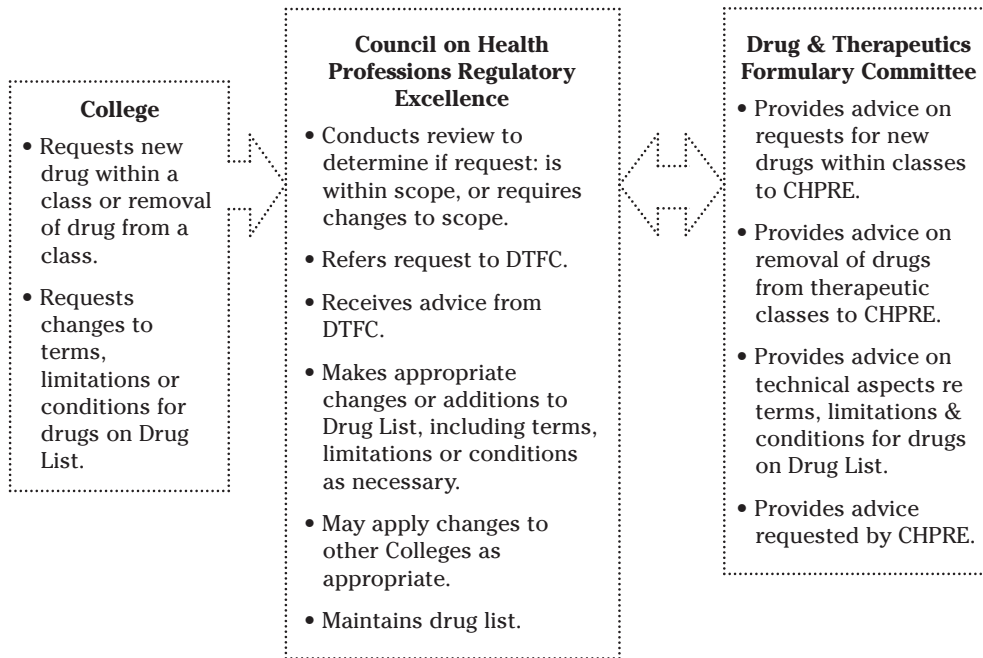 College
• Requests new
drug within a
class or removal
of drug from a
class.
• Requests
changes to
terms,
limitations or
conditions for
drugs on Drug
List.
Council on Health
Professions Regulatory
Excellence
• Conducts review to
determine if request: is
within scope, or requires
changes to scope.
• Refers request to DTFC.
• Receives advice from
DTFC.
• Makes appropriate
changes or additions to
Drug List, including terms,
limitations or conditions
as necessary.
• May apply changes to
other Colleges as
appropriate.
• Maintains drug list.
Drug & Therapeutics
Formulary Committee
• Provides advice on
requests for new
drugs within classes
to CHPRE.
• Provides advice on
removal of drugs
from therapeutic
classes to CHPRE.
• Provides advice on
technical aspects re
terms, limitations &
conditions for drugs
on Drug List.
• Provides advice
requested by CHPRE.